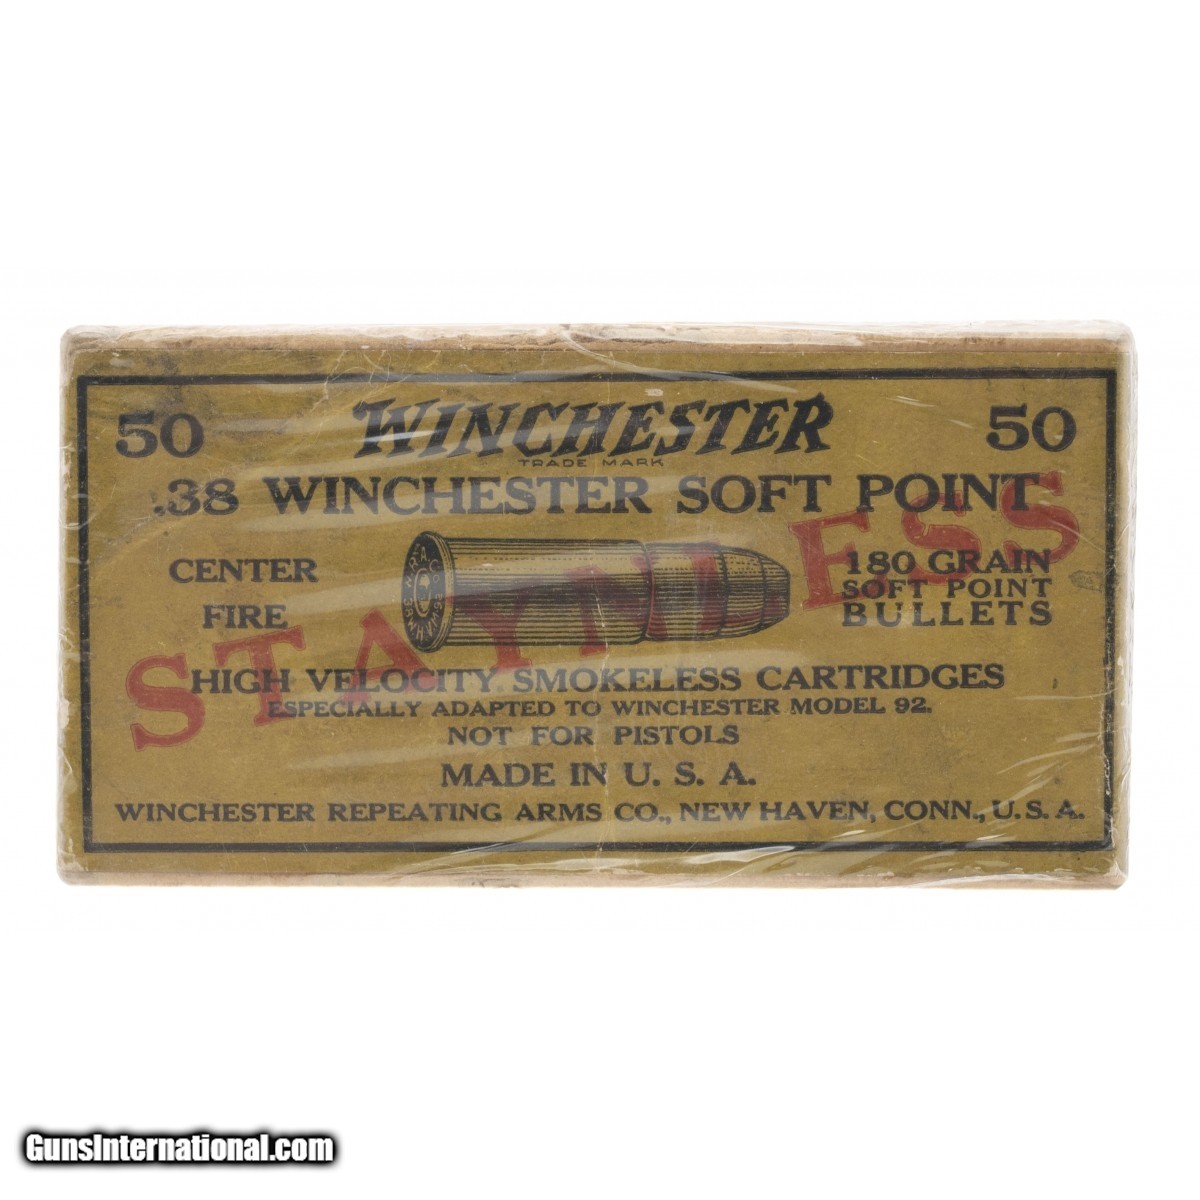 50 WINCHESTER 50
TRADE MARK
.38 WINCHESTER SOFT POINT
CENTER
FIRE
180 GRAIN
SOFT POINT
BULLETS
STAYNLESS
HIGH VELOCITY SMOKELESS CARTRIDGES
ESPECIALLY ADAPTED TO WINCHESTER MODEL 92.
NOT FOR PISTOLS
MADE IN U. S. A.
WINCHESTER REPEATING ARMS CO., NEW HAVEN, CONN., U. S. A.
GunsInternational.com